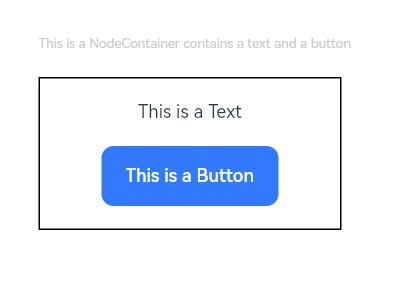 This is a NodeContainer contains a text and a button
This is a Text
This is a Button